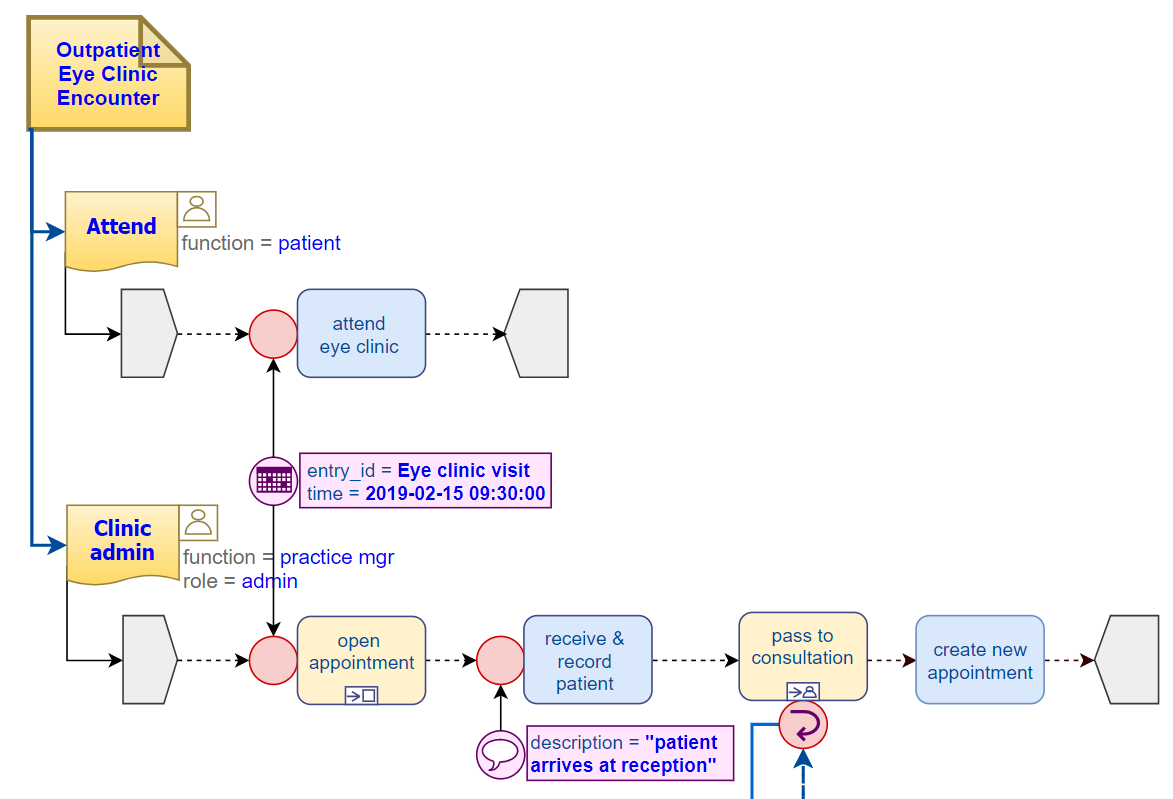 Outpatient
Eye Clinic
Encounter
Attend
function = patient
attend
eye clinic
entry_id = Eye clinic visit
time = 2019-02-15 09:30:00
Clinic
admin
function = practice mgr
role = admin
open
appointment
receive &
record
patient
pass to
consultation
create new
appointment
description = "patient
arrives at reception"